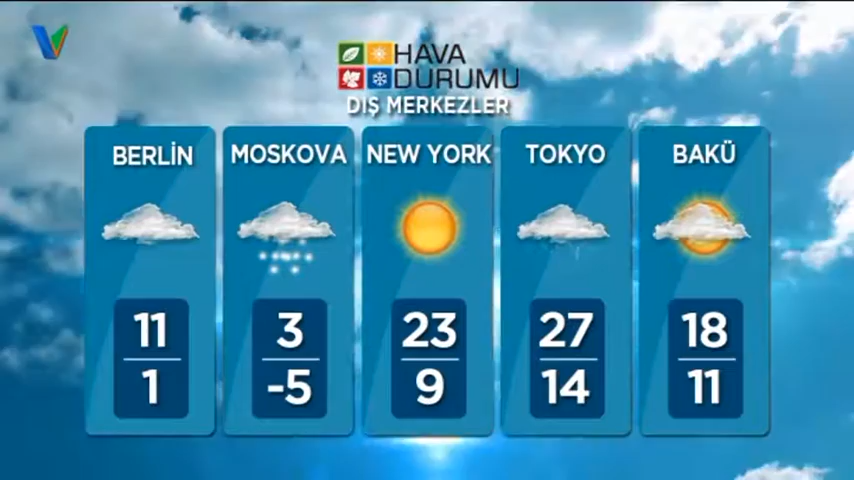 HAVA
DURUMU
DIŞ MERKEZLER
BERLİN
11
1
MOSKOVA
3
-5
NEW YORK
23
9
TOKYO
27
14
BAKÜ
18
11